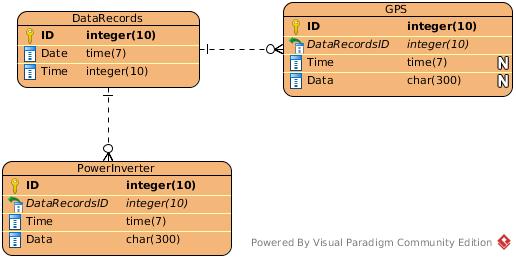 DataRecords
ID integer(10)
Date time(7)
Time integer(10)
GPS
ID integer(10)
DataRecordsID integer(10)
Time time(7) N
Data char(300) N
PowerInverter
ID integer(10)
DataRecordsID integer(10)
Time time(7)
Data char(300)
Powered By Visual Paradigm Community Edition